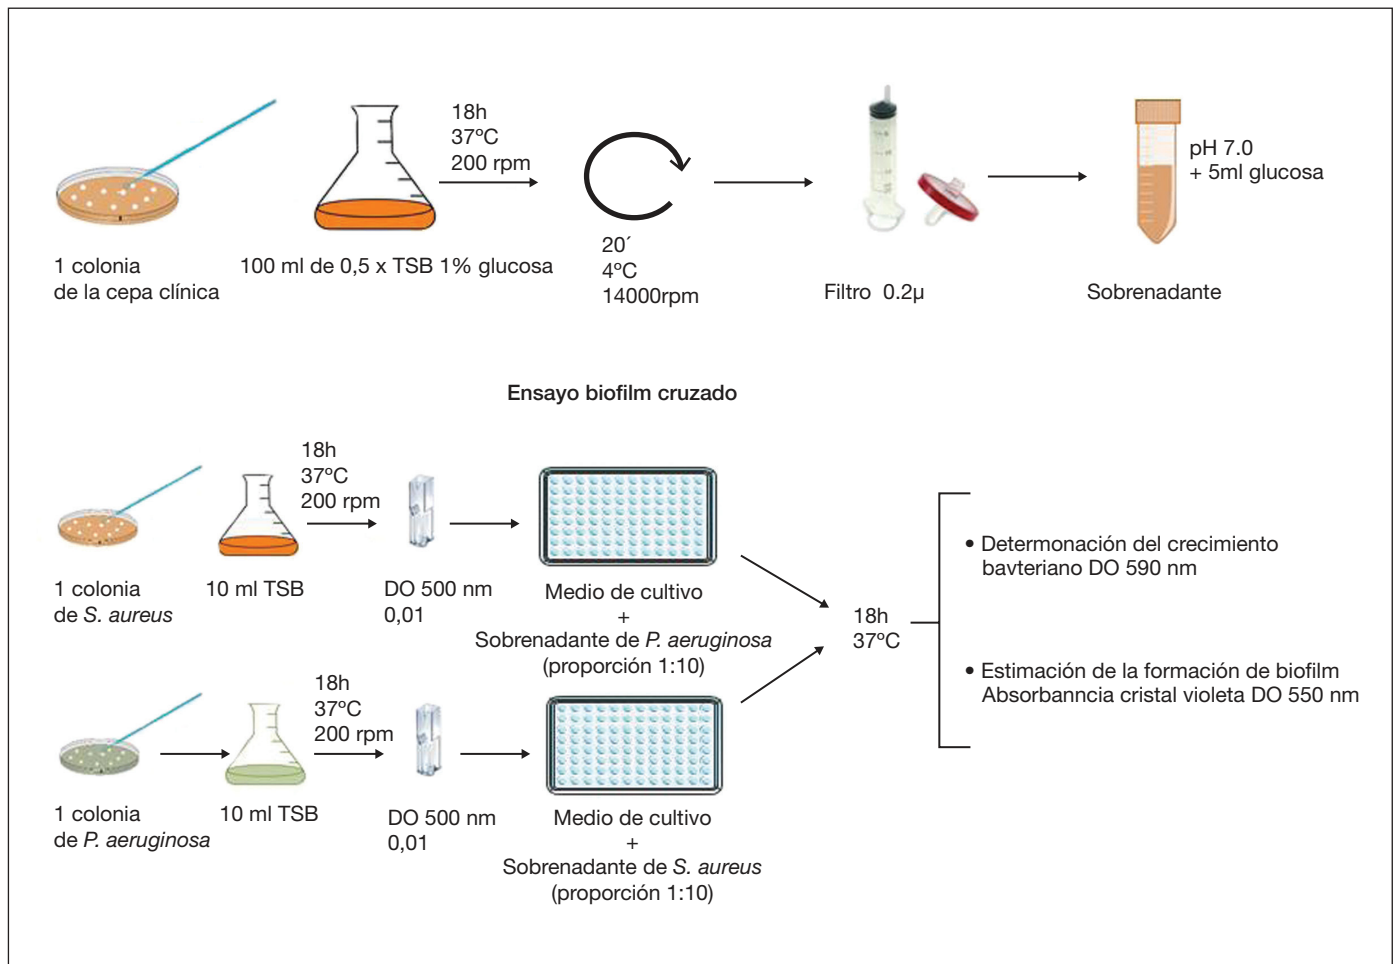 18h
37ºC
200 rpm
pH 7.0
+ 5ml glucosa
1 colonia
de la cepa clínica
100 ml de 0,5 x TSB 1% glucosa
20´
4ºC
14000rpm
Filtro 0.2µ
Sobrenadante
Ensayo biofilm cruzado
18h
37ºC
200 rpm
1 colonia
de S. aureus
10 ml TSB
DO 500 nm
0,01
Medio de cultivo
+
Sobrenadante de P. aeruginosa
(proporción 1:10)
18h
37ºC
200 rpm
1 colonia
de P. aeruginosa
10 ml TSB
DO 500 nm
0,01
Medio de cultivo
+
Sobrenadante de S. aureus
(proporción 1:10)
18h
37ºC
• Determonación del crecimiento
bavteriano DO 590 nm
• Estimación de la formación de biofilm
Absorbanncia cristal violeta DO 550 nm